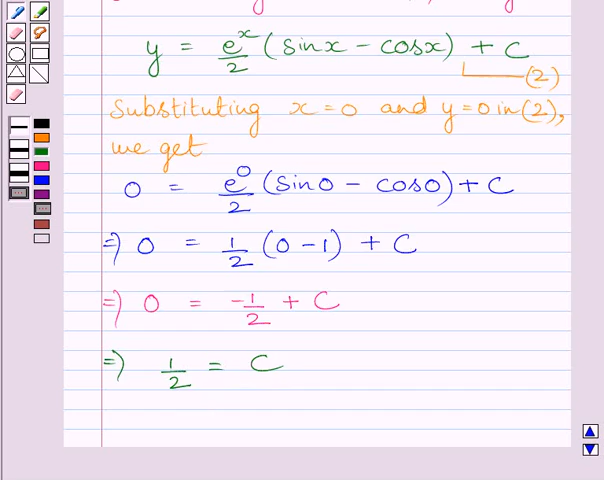 y = e^x/2 (sinx - cosx) + C
(2)
Substituting x=0 and y=0 in (2),
we get
0 = e^0/2 (sin0 - cos0) + C
⇒ 0 = 1/2 (0-1) + C
⇒ 0 = -1/2 + C
⇒ 1/2 = C